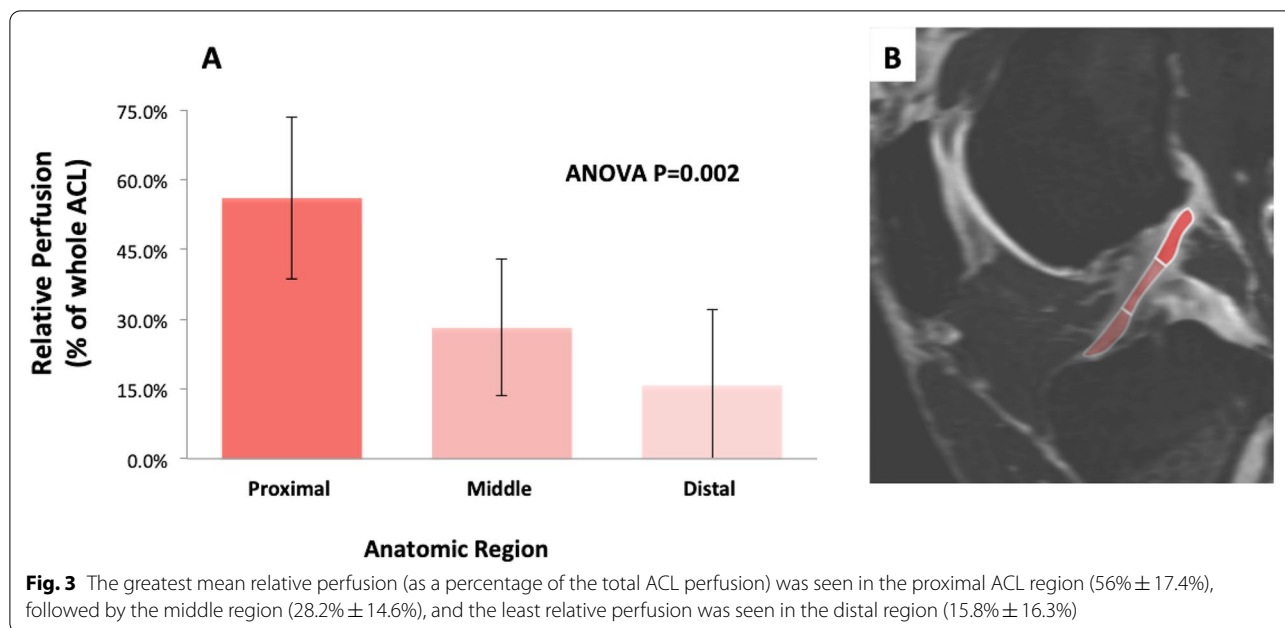 A
B
75.0%
60.0%
45.0%
30.0%
15.0%
0.0%
Relative Perfusion
(% of whole ACL)
ANOVA P=0.002
Proximal
Middle
Distal
Anatomic Region
Fig. 3 The greatest mean relative perfusion (as a percentage of the total ACL perfusion) was seen in the proximal ACL region (56% ± 17.4%),
followed by the middle region (28.2% ± 14.6%), and the least relative perfusion was seen in the distal region (15.8% ± 16.3%)